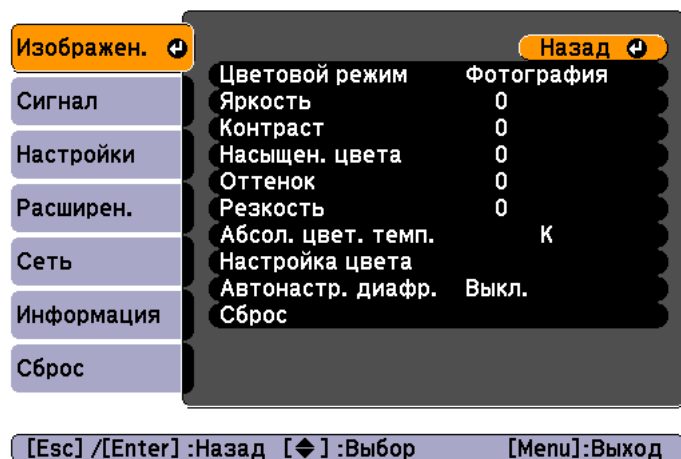 Изображен.
Назад
Цветовой режим Фотография
Сигнал
Яркость 0
Контраст 0
Настройки
Насыщен. цвета 0
Оттенок 0
Расширен.
Резкость 0
Абсол. цвет. темп. K
Сеть
Настройка цвета
Автонастр. диафр. Выкл.
Информация
Сброс
Сброс
[Esc] /[Enter] :Назад [◆] :Выбор [Menu]:Выход